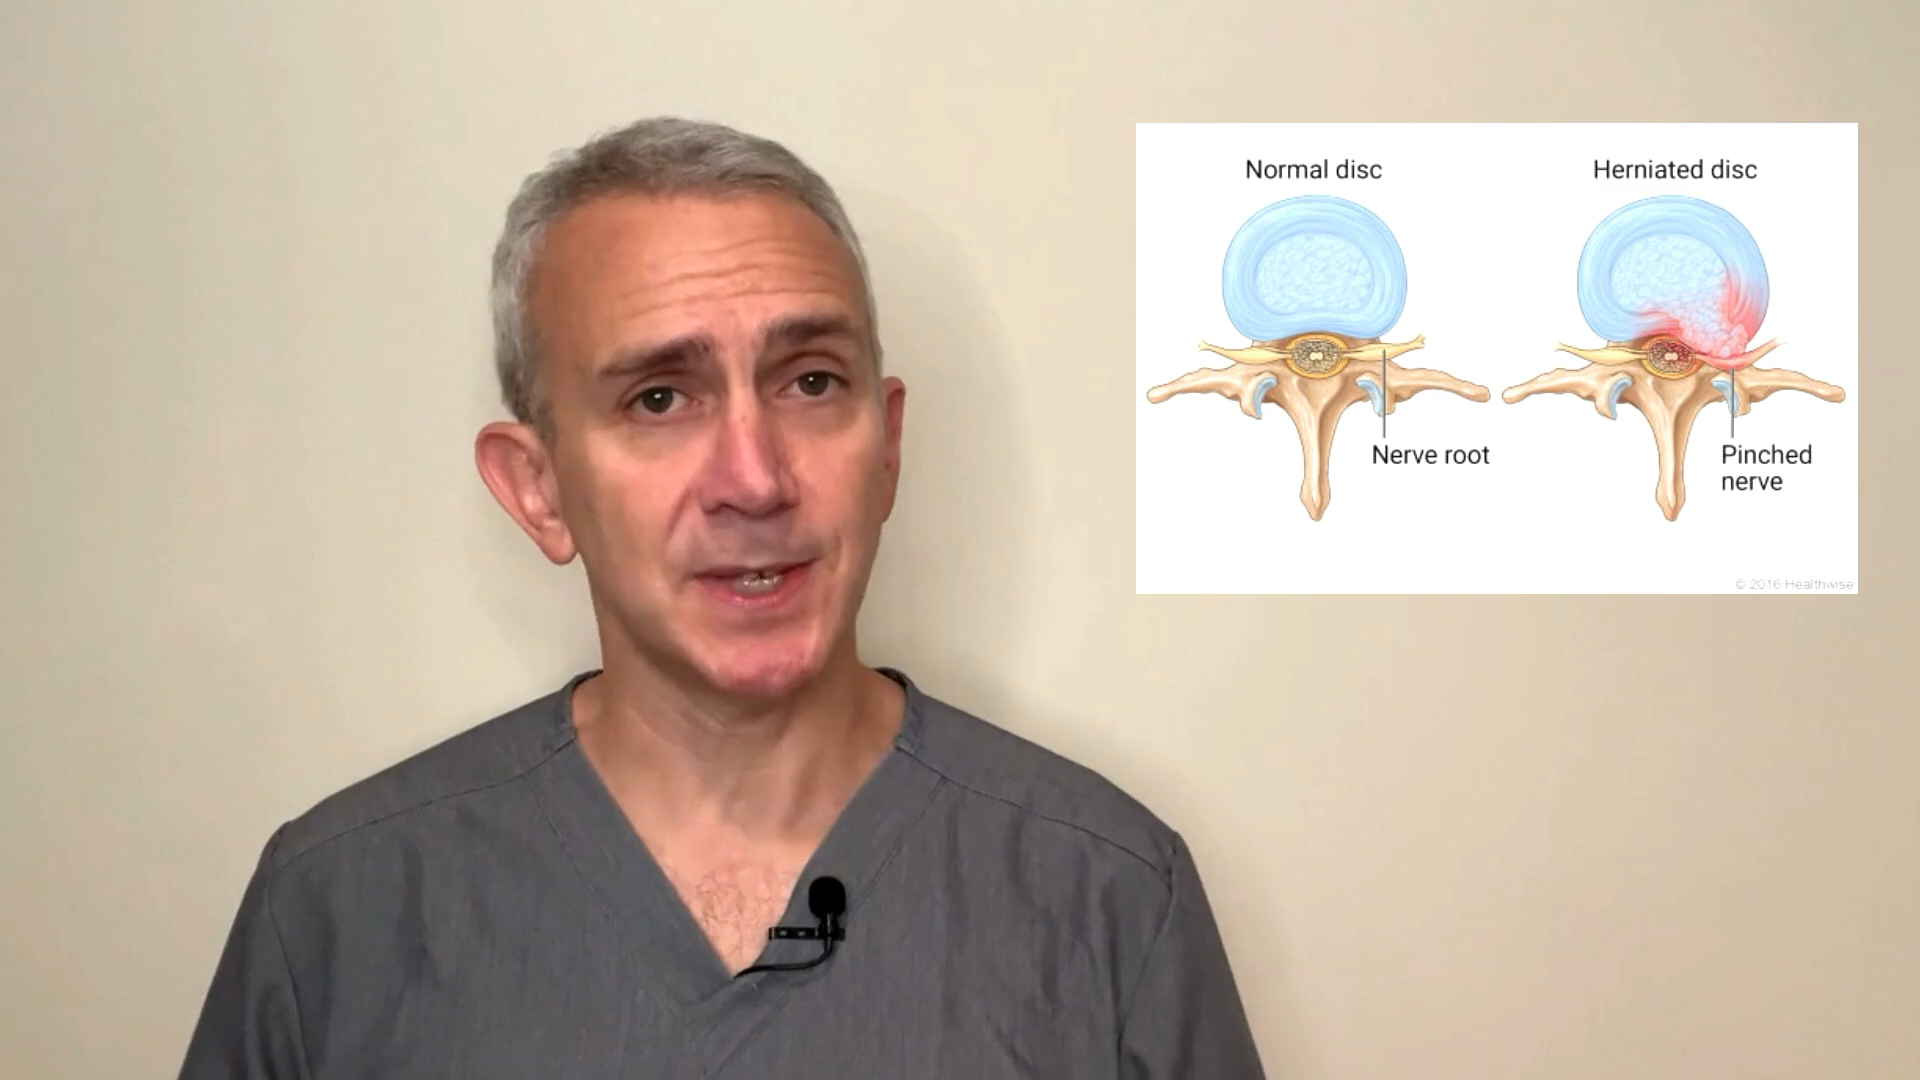 Normal disc
Herniated disc
Nerve root
Pinched
nerve
© 2016 Healthwise